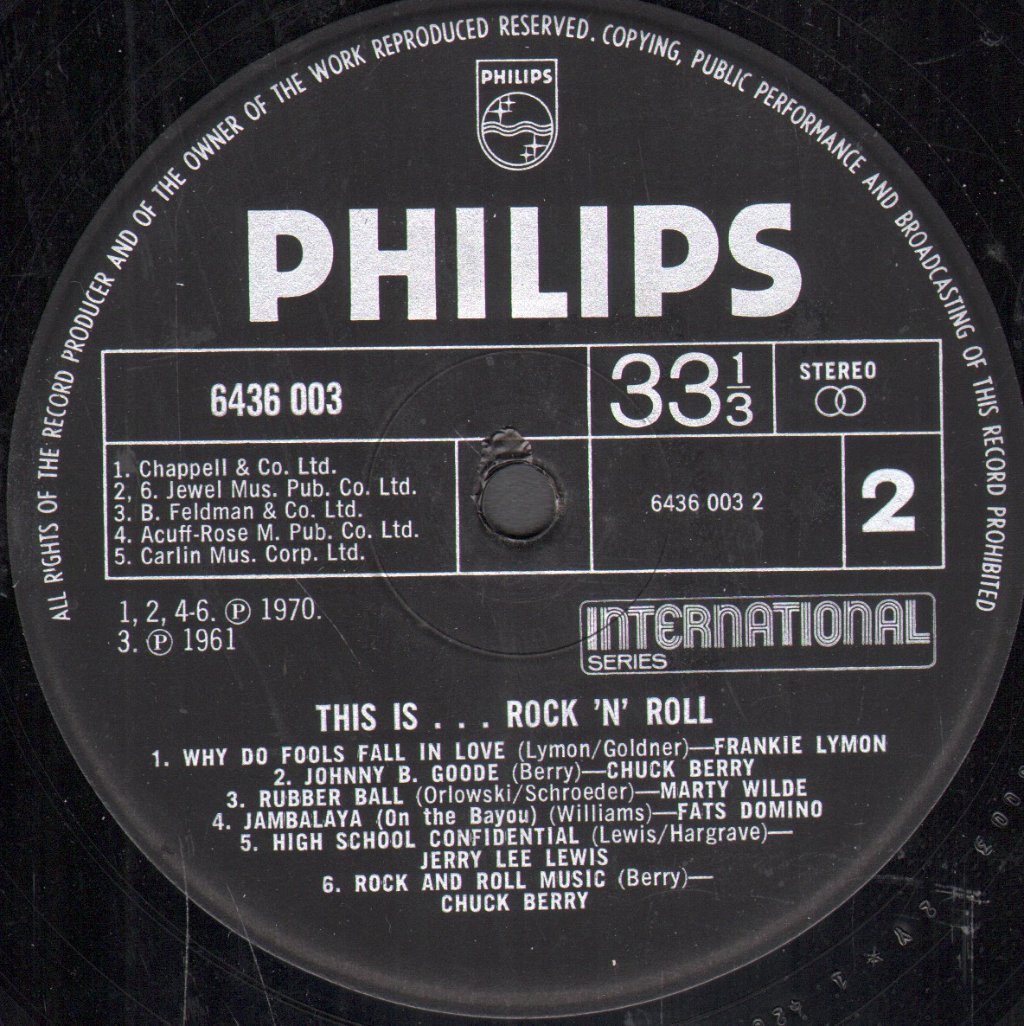 ALL RIGHTS OF THE RECORD PRODUCER AND OF THE OWNER OF THE WORK REPRODUCED RESERVED. COPYING, PUBLIC PERFORMANCE AND BROADCASTING OF THIS RECORD PROHIBITED
PHILIPS
PHILIPS
6436 003
33 1/3
STEREO
1. Chappell & Co. Ltd.
2, 6. Jewel Mus. Pub. Co. Ltd.
3. B. Feldman & Co. Ltd.
4. Acuff-Rose M. Pub. Co. Ltd.
5. Carlin Mus. Corp. Ltd.
6436 003 2
2
1, 2, 4-6. Ⓟ 1970.
3. Ⓟ 1961
INTERNATIONAL
SERIES
THIS IS . . . ROCK 'N' ROLL
1. WHY DO FOOLS FALL IN LOVE (Lymon/Goldner)—FRANKIE LYMON
2. JOHNNY B. GOODE (Berry)—CHUCK BERRY
3. RUBBER BALL (Orlowski/Schroeder)—MARTY WILDE
4. JAMBALAYA (On the Bayou) (Williams)—FATS DOMINO
5. HIGH SCHOOL CONFIDENTIAL (Lewis/Hargrave)—
JERRY LEE LEWIS
6. ROCK AND ROLL MUSIC (Berry)—
CHUCK BERRY